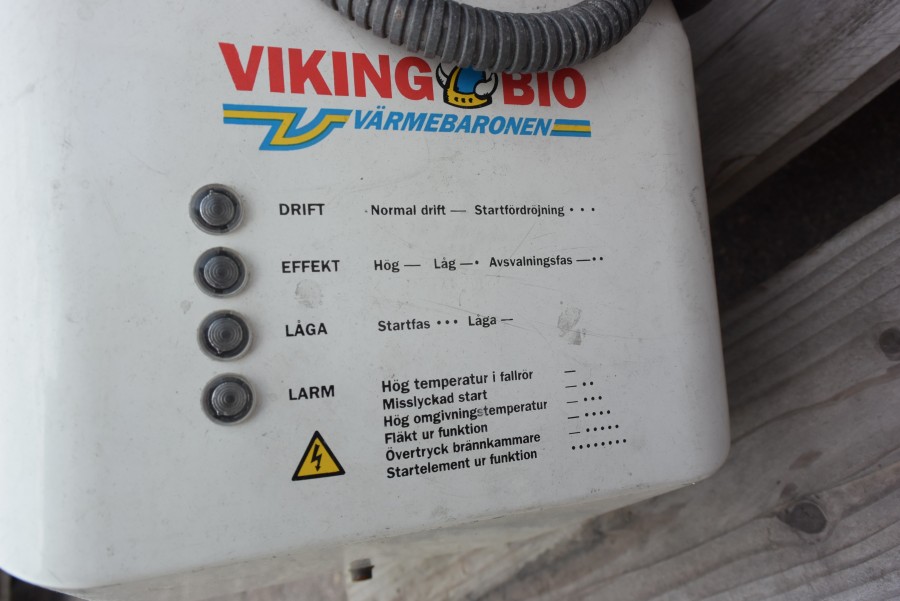 VIKING BIO
VÄRMEBARONEN
DRIFT Normal drift — Startfördröjning • • •
EFFEKT Hög — Låg — • Avsvalningsfas — • •
LÅGA Startfas • • • Låga —
LARM Hög temperatur i fallrör —
Misslyckad start — • •
Hög omgivningstemperatur — • • •
Fläkt ur funktion — • • • •
Övertryck brännkammare — • • • • •
Startelement ur funktion • • • • • • • •